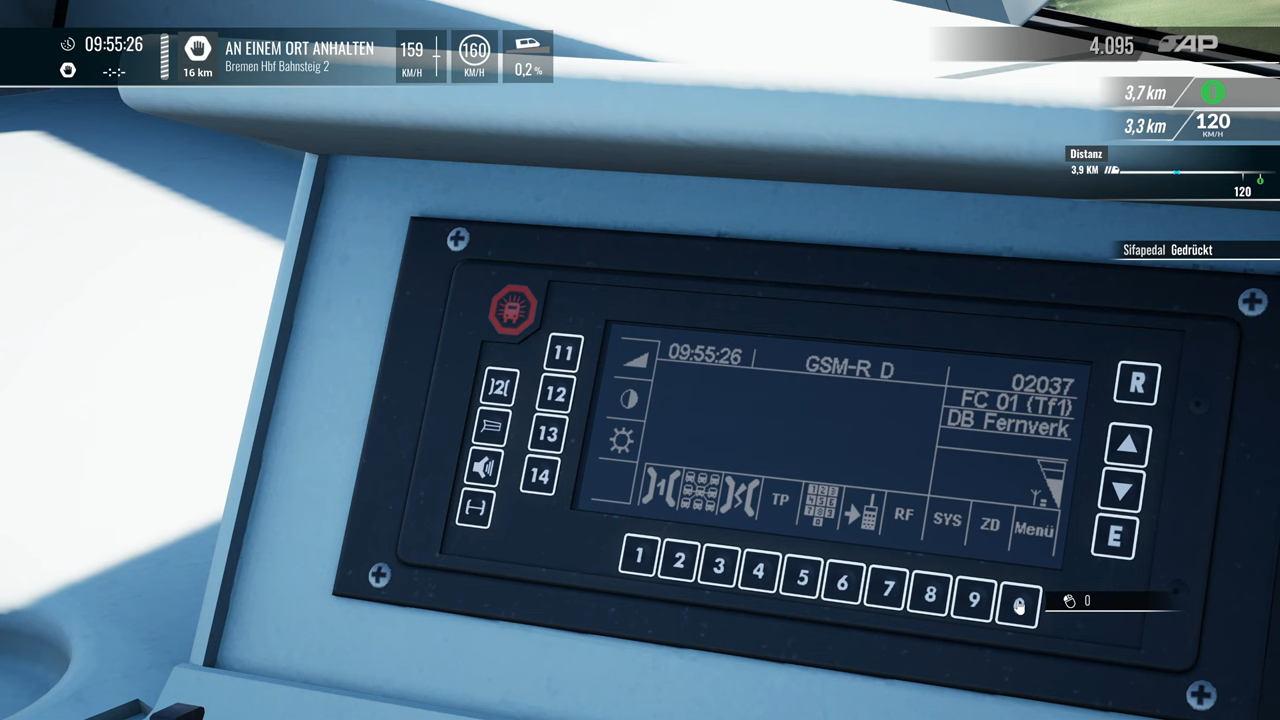 09:55:26
-:-:-
16 km
AN EINEM ORT ANHALTEN
Bremen Hbf Bahnsteig 2
159
KM/H
160
KM/H
0,2 %
4.095 AP
3,7 km
3,3 km
120
KM/H
Distanz
3,9 KM
120
Sifapedal Gedrückt
09:55:26
GSM-R D
02037
FC 01 (Tf1)
DB Fernverk
11
12
13
14
2
1
TP
RF
SYS
ZD
Menü
R
E
1
2
3
4
5
6
7
8
9
0